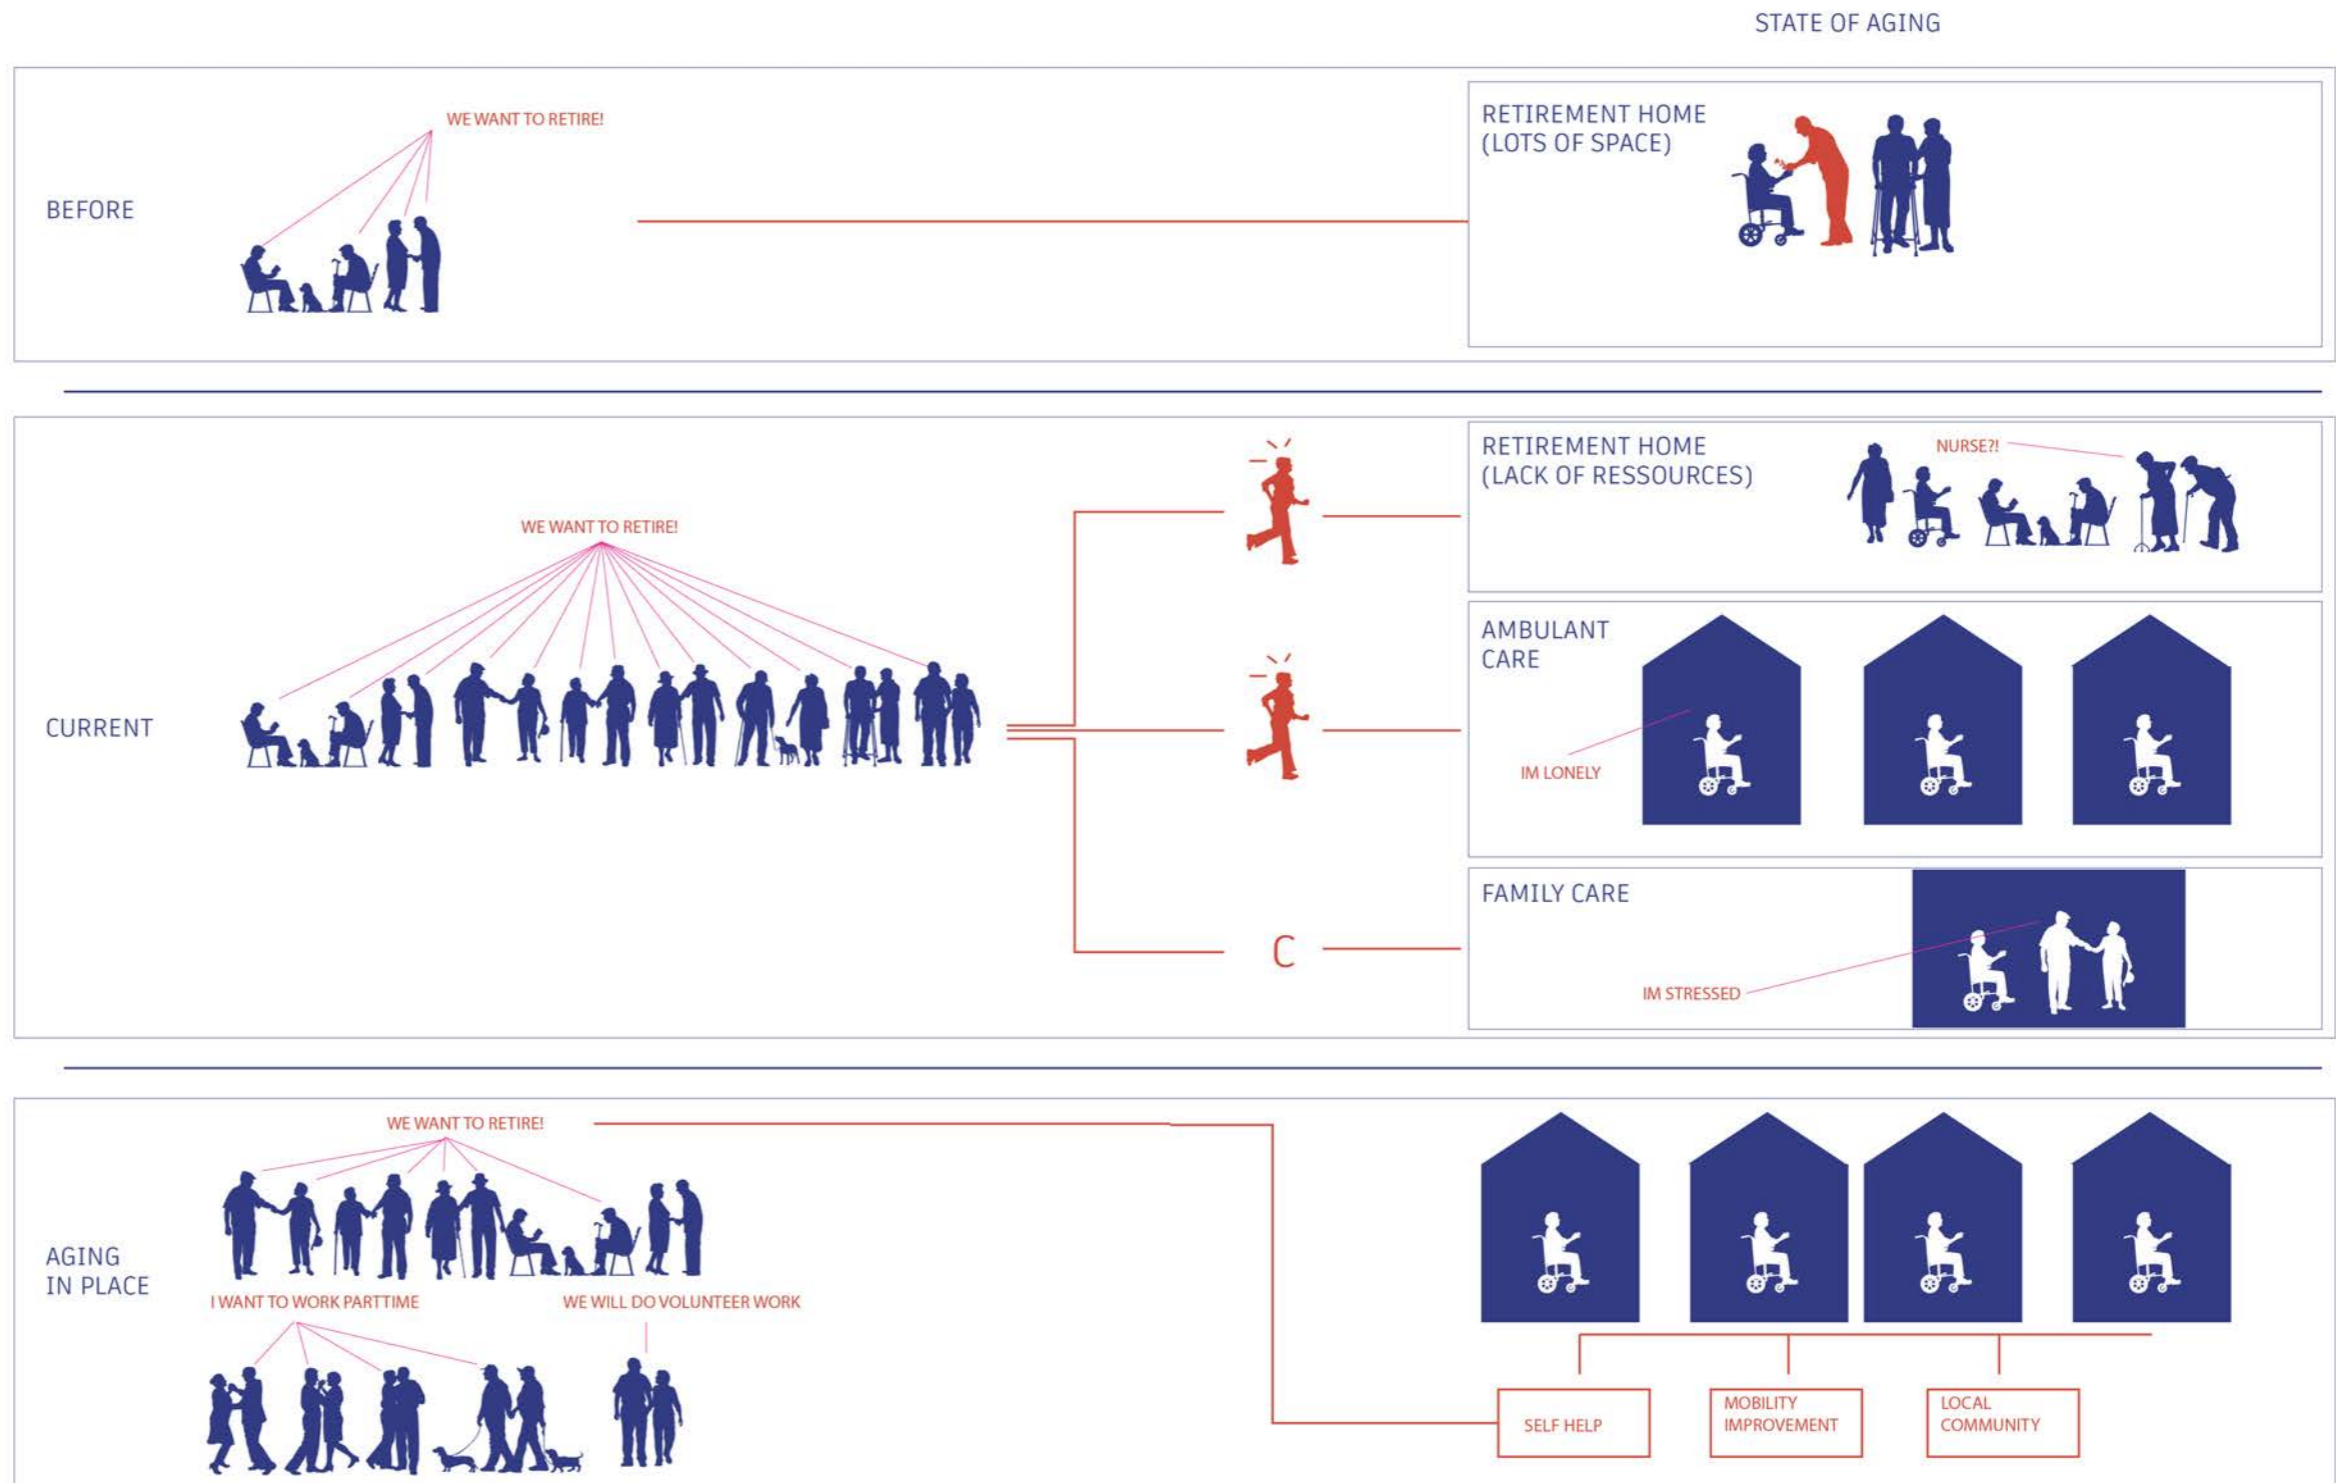 STATE OF AGING
BEFORE
WE WANT TO RETIRE!
RETIREMENT HOME
(LOTS OF SPACE)
CURRENT
WE WANT TO RETIRE!
RETIREMENT HOME
(LACK OF RESSOURCES)
NURSE?!
AMBULANT
CARE
IM LONELY
C
FAMILY CARE
IM STRESSED
AGING
IN PLACE
WE WANT TO RETIRE!
I WANT TO WORK PARTTIME
WE WILL DO VOLUNTEER WORK
SELF HELP
MOBILITY
IMPROVEMENT
LOCAL
COMMUNITY